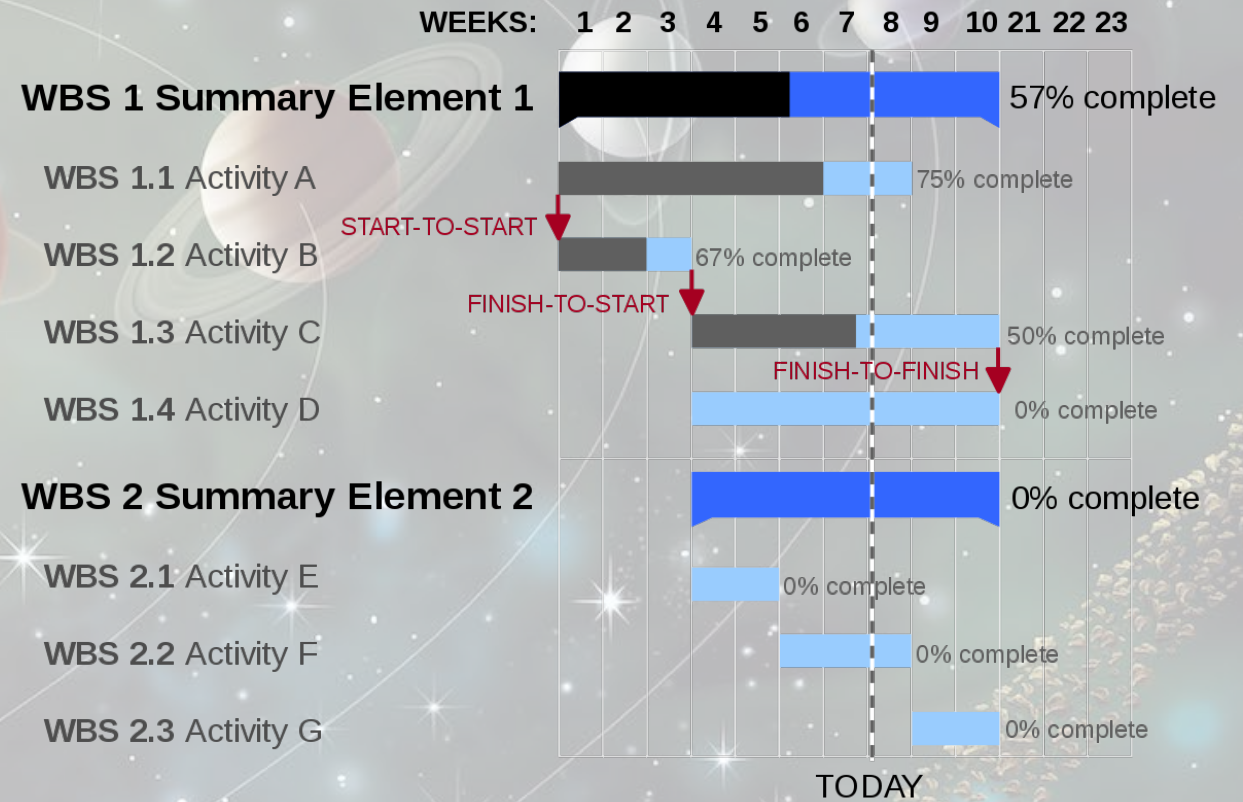 WEEKS: 1 2 3 4 5 6 7 8 9 10 21 22 23
WBS 1 Summary Element 1 57% complete
WBS 1.1 Activity A 75% complete
START-TO-START
WBS 1.2 Activity B 67% complete
FINISH-TO-START
WBS 1.3 Activity C 50% complete
FINISH-TO-FINISH
WBS 1.4 Activity D 0% complete
WBS 2 Summary Element 2 0% complete
WBS 2.1 Activity E 0% complete
WBS 2.2 Activity F 0% complete
WBS 2.3 Activity G 0% complete
TODAY